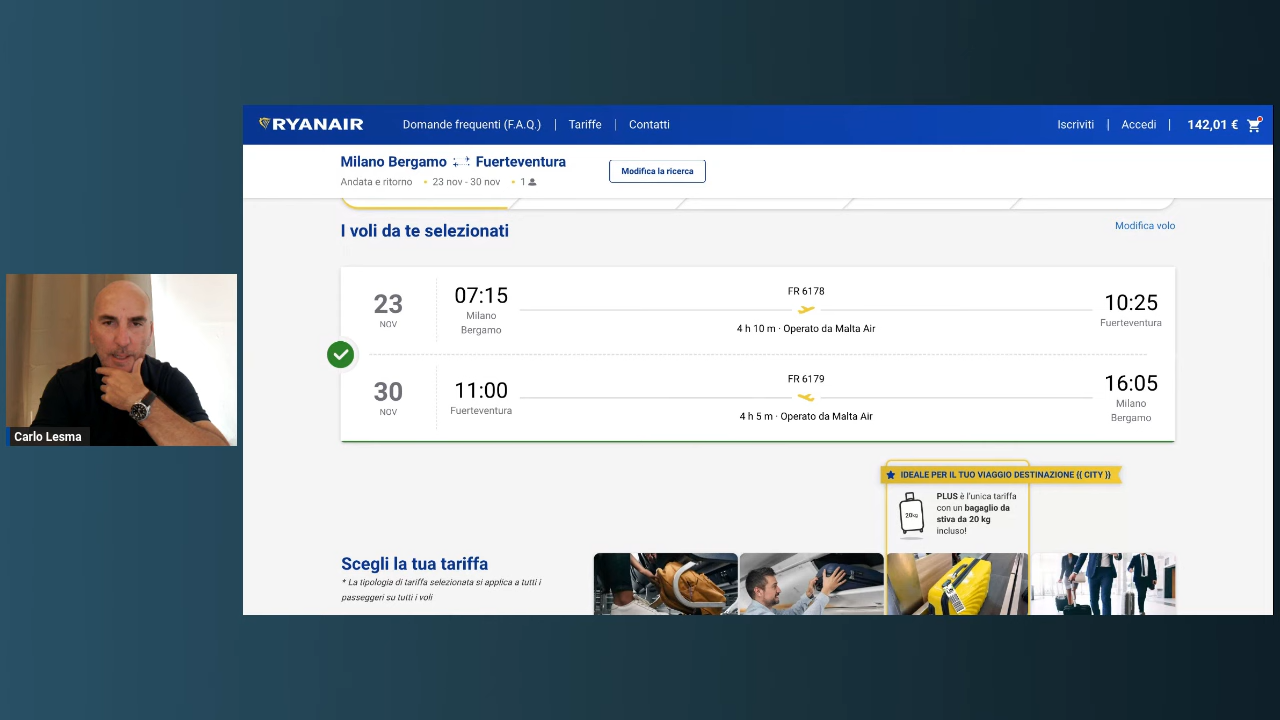 RYANAIR
Domande frequenti (F.A.Q.) | Tariffe | Contatti
Iscriviti | Accedi | 142,01 €
Milano Bergamo Fuerteventura
Andata e ritorno • 23 nov - 30 nov • 1
Modifica la ricerca
I voli da te selezionati
Modifica volo
23
NOV
07:15
Milano
Bergamo
FR 6178
4 h 10 m · Operato da Malta Air
10:25
Fuerteventura
30
NOV
11:00
Fuerteventura
FR 6179
4 h 5 m · Operato da Malta Air
16:05
Milano
Bergamo
IDEALE PER IL TUO VIAGGIO DESTINAZIONE {{ CITY }}
20kg
PLUS è l'unica tariffa
con un bagaglio da
stiva da 20 kg
incluso!
Scegli la tua tariffa
* La tipologia di tariffa selezionata si applica a tutti i
passeggeri su tutti i voli
Carlo Lesma